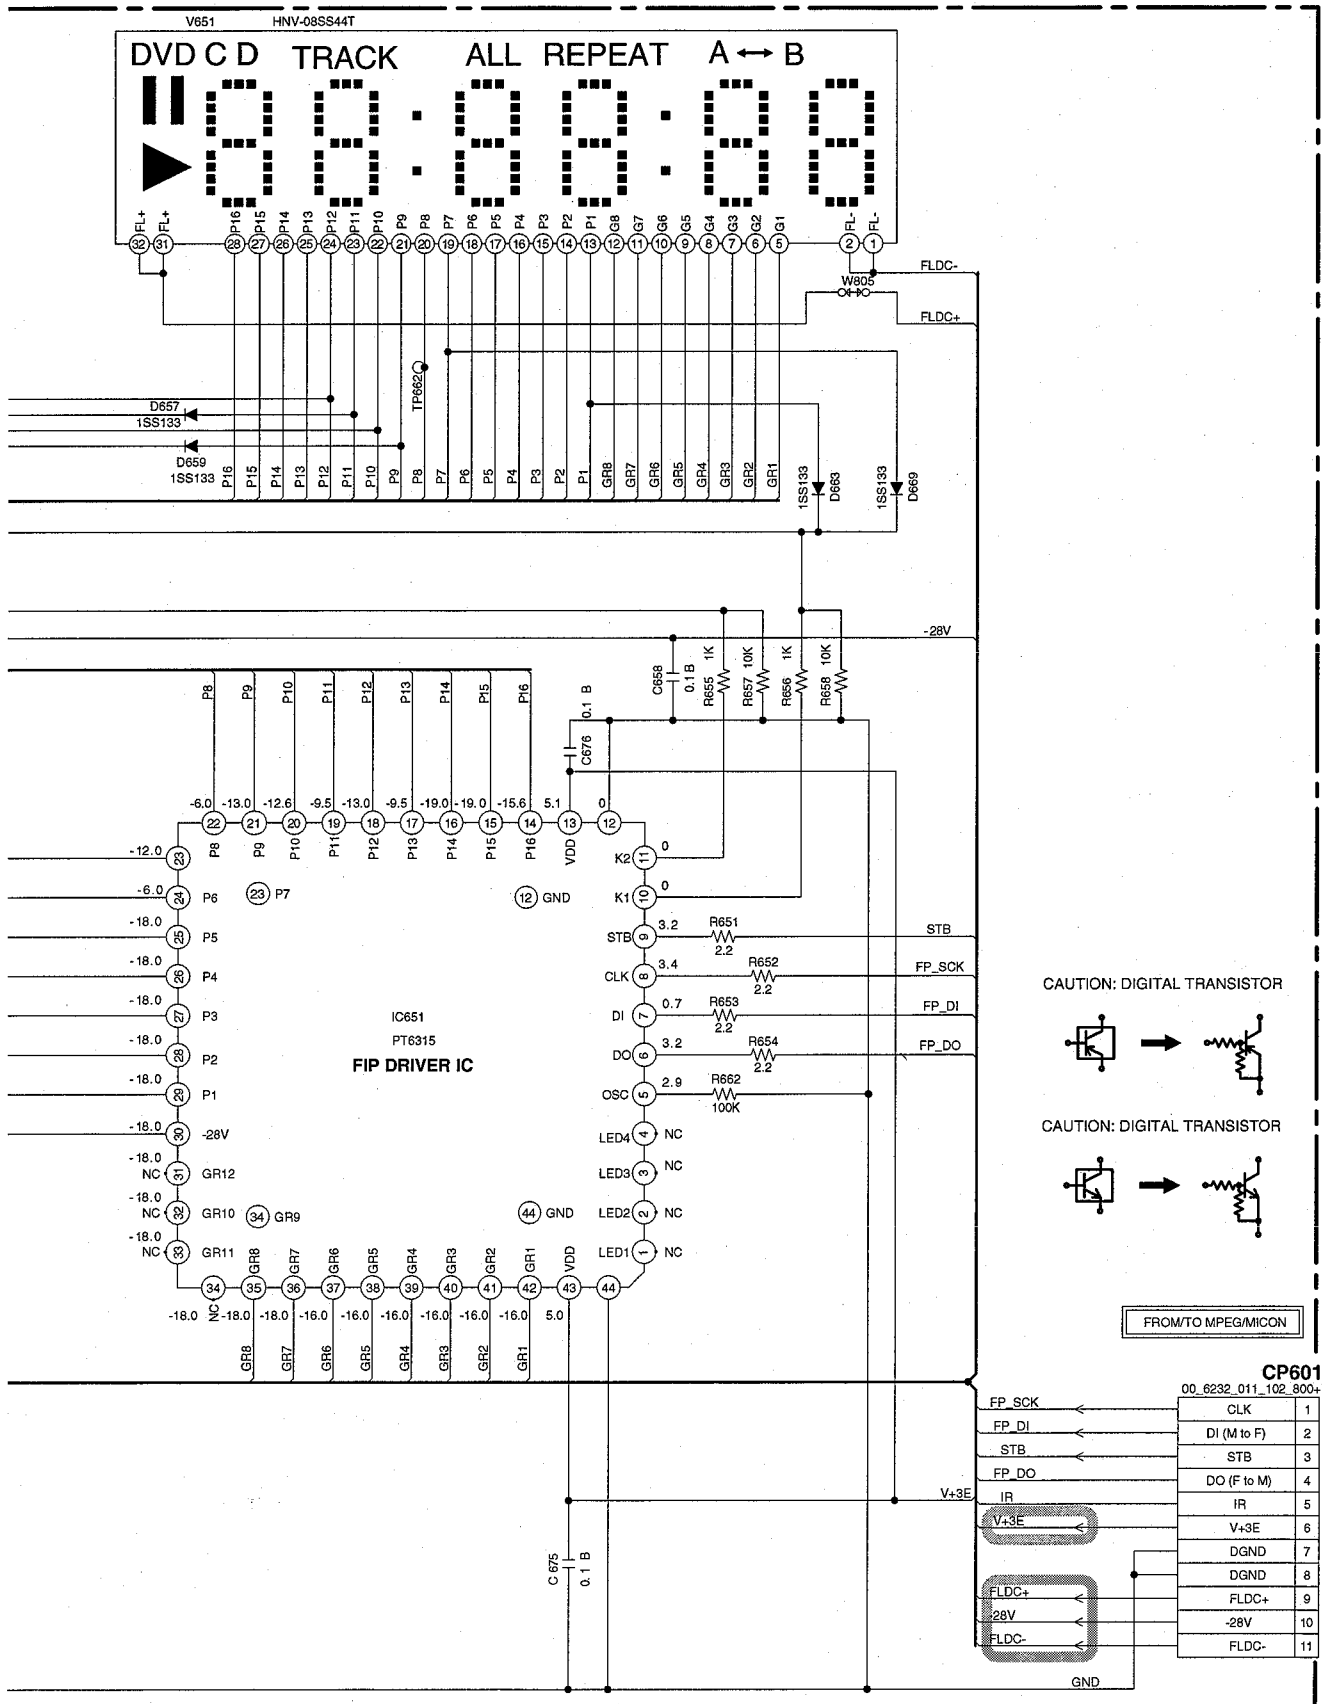 V651 HNV-08SS44T
DVD C D TRACK ALL REPEAT A ↔ B
FL+ FL+ P16 P15 P14 P13 P12 P11 P10 P9 P8 P7 P6 P5 P4 P3 P2 P1 G8 G7 G6 G5 G4 G3 G2 G1 FL- FL-
32 31 28 27 26 25 24 23 22 21 20 19 18 17 16 15 14 13 12 11 10 9 8 7 6 5 2 1
FLDC-
W805
FLDC+
TP662
D657
1SS133
D659
1SS133
P16 P15 P14 P13 P12 P11 P10 P9 P8 P7 P6 P5 P4 P3 P2 P1 GR8 GR7 GR6 GR5 GR4 GR3 GR2 GR1
1SS133 D663
1SS133 D669
-28V
C658 0.1 B
R655 1K
R657 10K
R656 1K
R658 10K
P8 P9 P10 P11 P12 P13 P14 P15 P16
C676 0.1 B
-6.0 -13.0 -12.6 -9.5 -13.0 -9.5 -19.0 -19.0 -15.6 5.1 0
22 21 20 19 18 17 16 15 14 13 12
P8 P9 P10 P11 P12 P13 P14 P15 P16 VDD
-12.0 23
K2 11 0
-6.0 24 P6
23 P7
12 GND
K1 10 0
-18.0 25 P5
STB 9 3.2 R651 2.2 STB
-18.0 26 P4
CLK 8 3.4 R652 2.2 FP_SCK
-18.0 27 P3
DI 7 0.7 R653 2.2 FP_DI
-18.0 28 P2
DO 6 3.2 R654 2.2 FP_DO
-18.0 29 P1
OSC 5 2.9 R662 100K
IC651
PT6315
FIP DRIVER IC
-18.0 30 -28V
LED4 4 NC
-18.0 NC 31 GR12
LED3 3 NC
-18.0 NC 32 GR10
34 GR9
44 GND
LED2 2 NC
-18.0 NC 33 GR11
LED1 1 NC
GR8 GR7 GR6 GR5 GR4 GR3 GR2 GR1 VDD
34 35 36 37 38 39 40 41 42 43 44
-18.0 NC -18.0 -18.0 -16.0 -16.0 -16.0 -16.0 -16.0 -16.0 5.0
GR8 GR7 GR6 GR5 GR4 GR3 GR2 GR1
CAUTION: DIGITAL TRANSISTOR
CAUTION: DIGITAL TRANSISTOR
FROM/TO MPEG/MICON
CP601
00_6232_011_102_800+
FP_SCK CLK 1
FP_DI DI (M to F) 2
STB STB 3
FP_DO DO (F to M) 4
V+3E
IR IR 5
V+3E V+3E 6
DGND 7
DGND 8
FLDC+ FLDC+ 9
-28V -28V 10
FLDC- FLDC- 11
C 675 0.1 B
GND